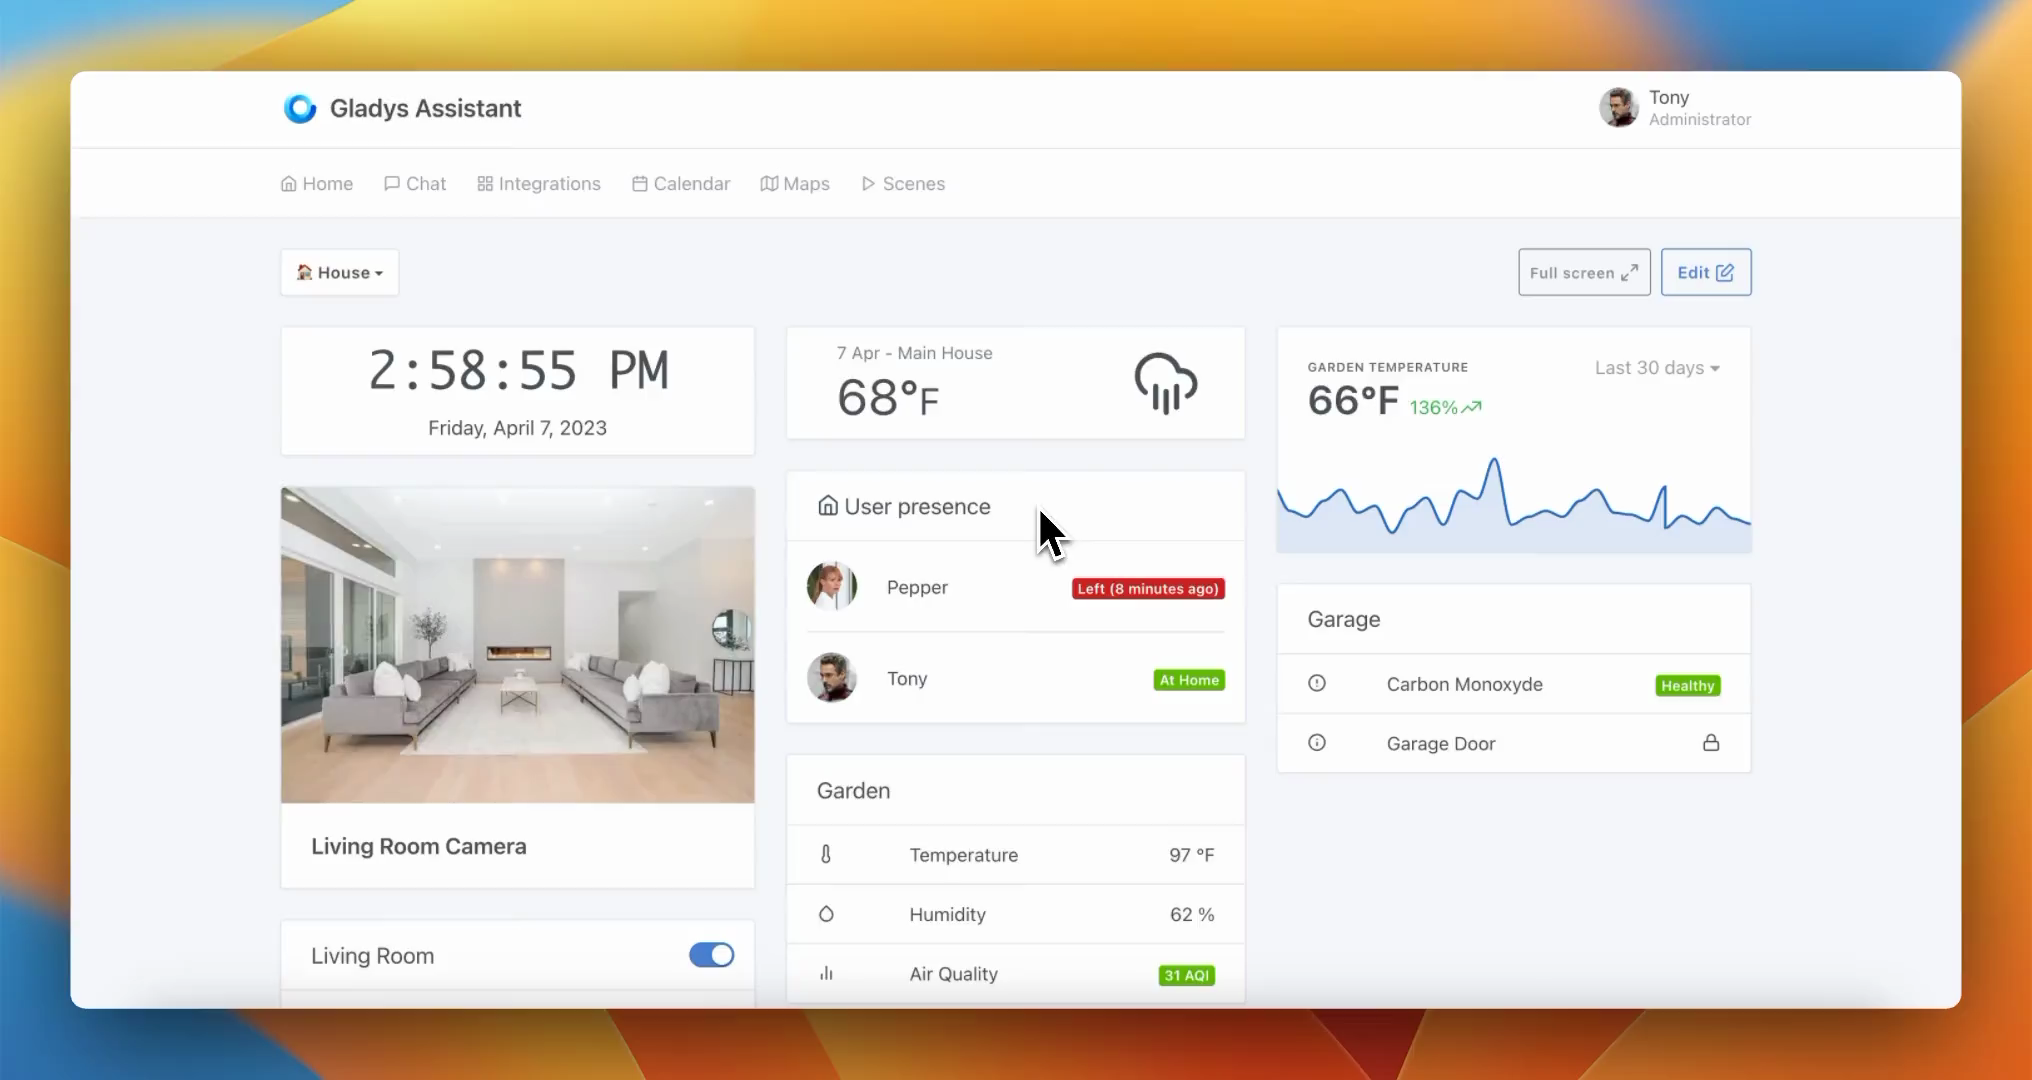 Gladys Assistant
Tony
Administrator
Home
Chat
Integrations
Calendar
Maps
Scenes
House
Full screen
Edit
2:58:55 PM
Friday, April 7, 2023
Living Room Camera
Living Room
7 Apr - Main House
68°F
User presence
Pepper
Left (8 minutes ago)
Tony
At Home
Garden
Temperature
97 °F
Humidity
62 %
Air Quality
31 AQI
GARDEN TEMPERATURE
Last 30 days
66°F 136%
Garage
Carbon Monoxyde
Healthy
Garage Door